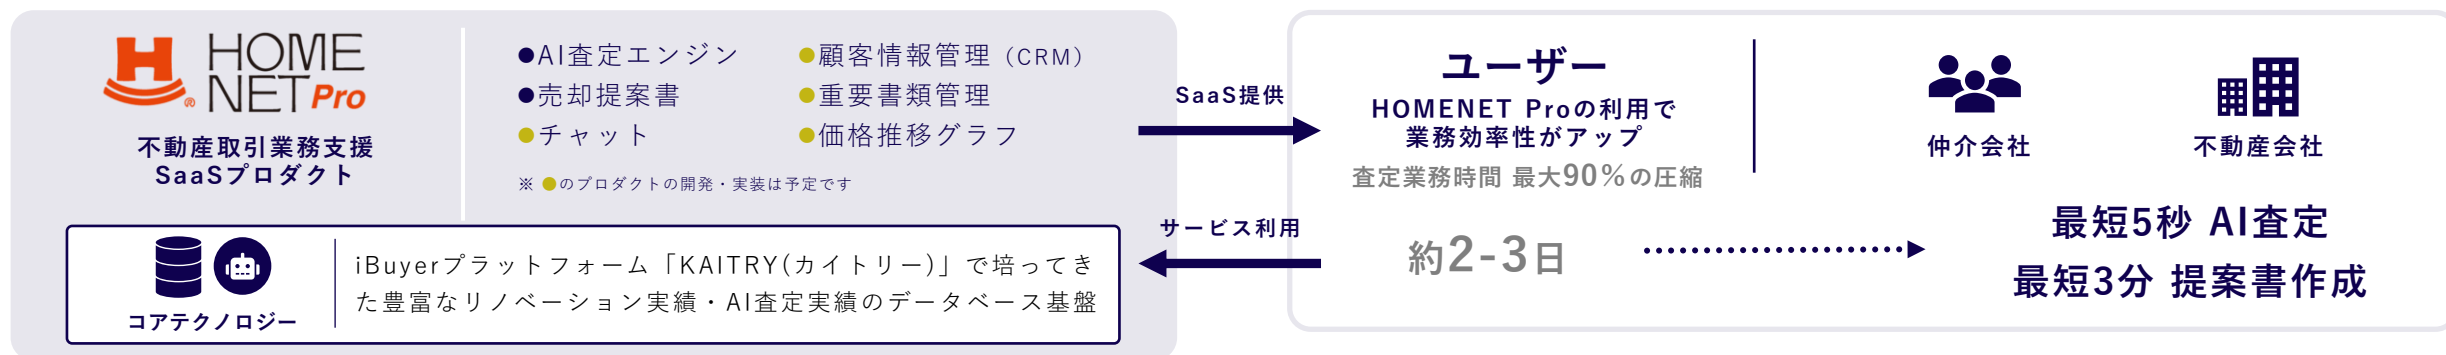 HOME
NET Pro
不動産取引業務支援
SaaSプロダクト
●AI査定エンジン
●売却提案書
●チャット
●顧客情報管理（CRM）
●重要書類管理
●価格推移グラフ
※ ●のプロダクトの開発・実装は予定です
コアテクノロジー
iBuyerプラットフォーム「KAITRY(カイトリー)」で培ってき
た豊富なリノベーション実績・AI査定実績のデータベース基盤
SaaS提供
サービス利用
ユーザー
HOMENET Proの利用で
業務効率性がアップ
査定業務時間 最大90%の圧縮
約2-3日
仲介会社
不動産会社
最短5秒 AI査定
最短3分 提案書作成